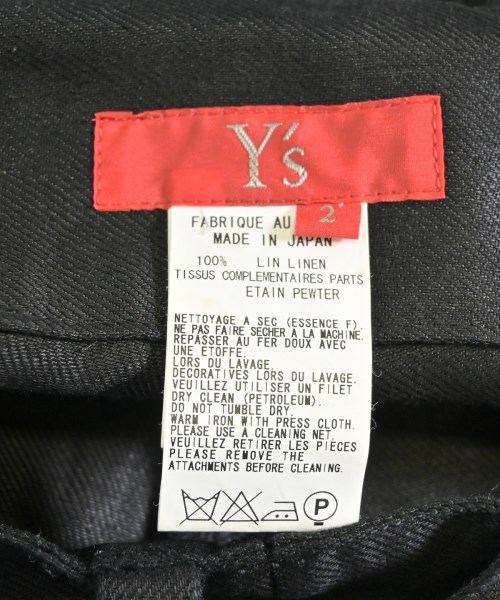 Y's
2
FABRIQUE AU
MADE IN JAPAN
100% LIN LINEN
TISSUS COMPLEMENTAIRES PARTS
ETAIN PEWTER
NETTOYAGE A SEC (ESSENCE F).
NE PAS FAIRE SECHER A LA MACHINE.
REPASSER AU FER DOUX AVEC
UNE ETOFFE.
LORS DU LAVAGE.
DECORATIVES LORS DU LAVAGE.
VEUILLEZ UTILISER UN FILET
DRY CLEAN (PETROLEUM).
DO NOT TUMBLE DRY.
WARM IRON WITH PRESS CLOTH.
PLEASE USE A CLEANING NET.
VEUILLEZ RETIRER LES PIECES
PLEASE REMOVE THE
ATTACHMENTS BEFORE CLEANING.
P